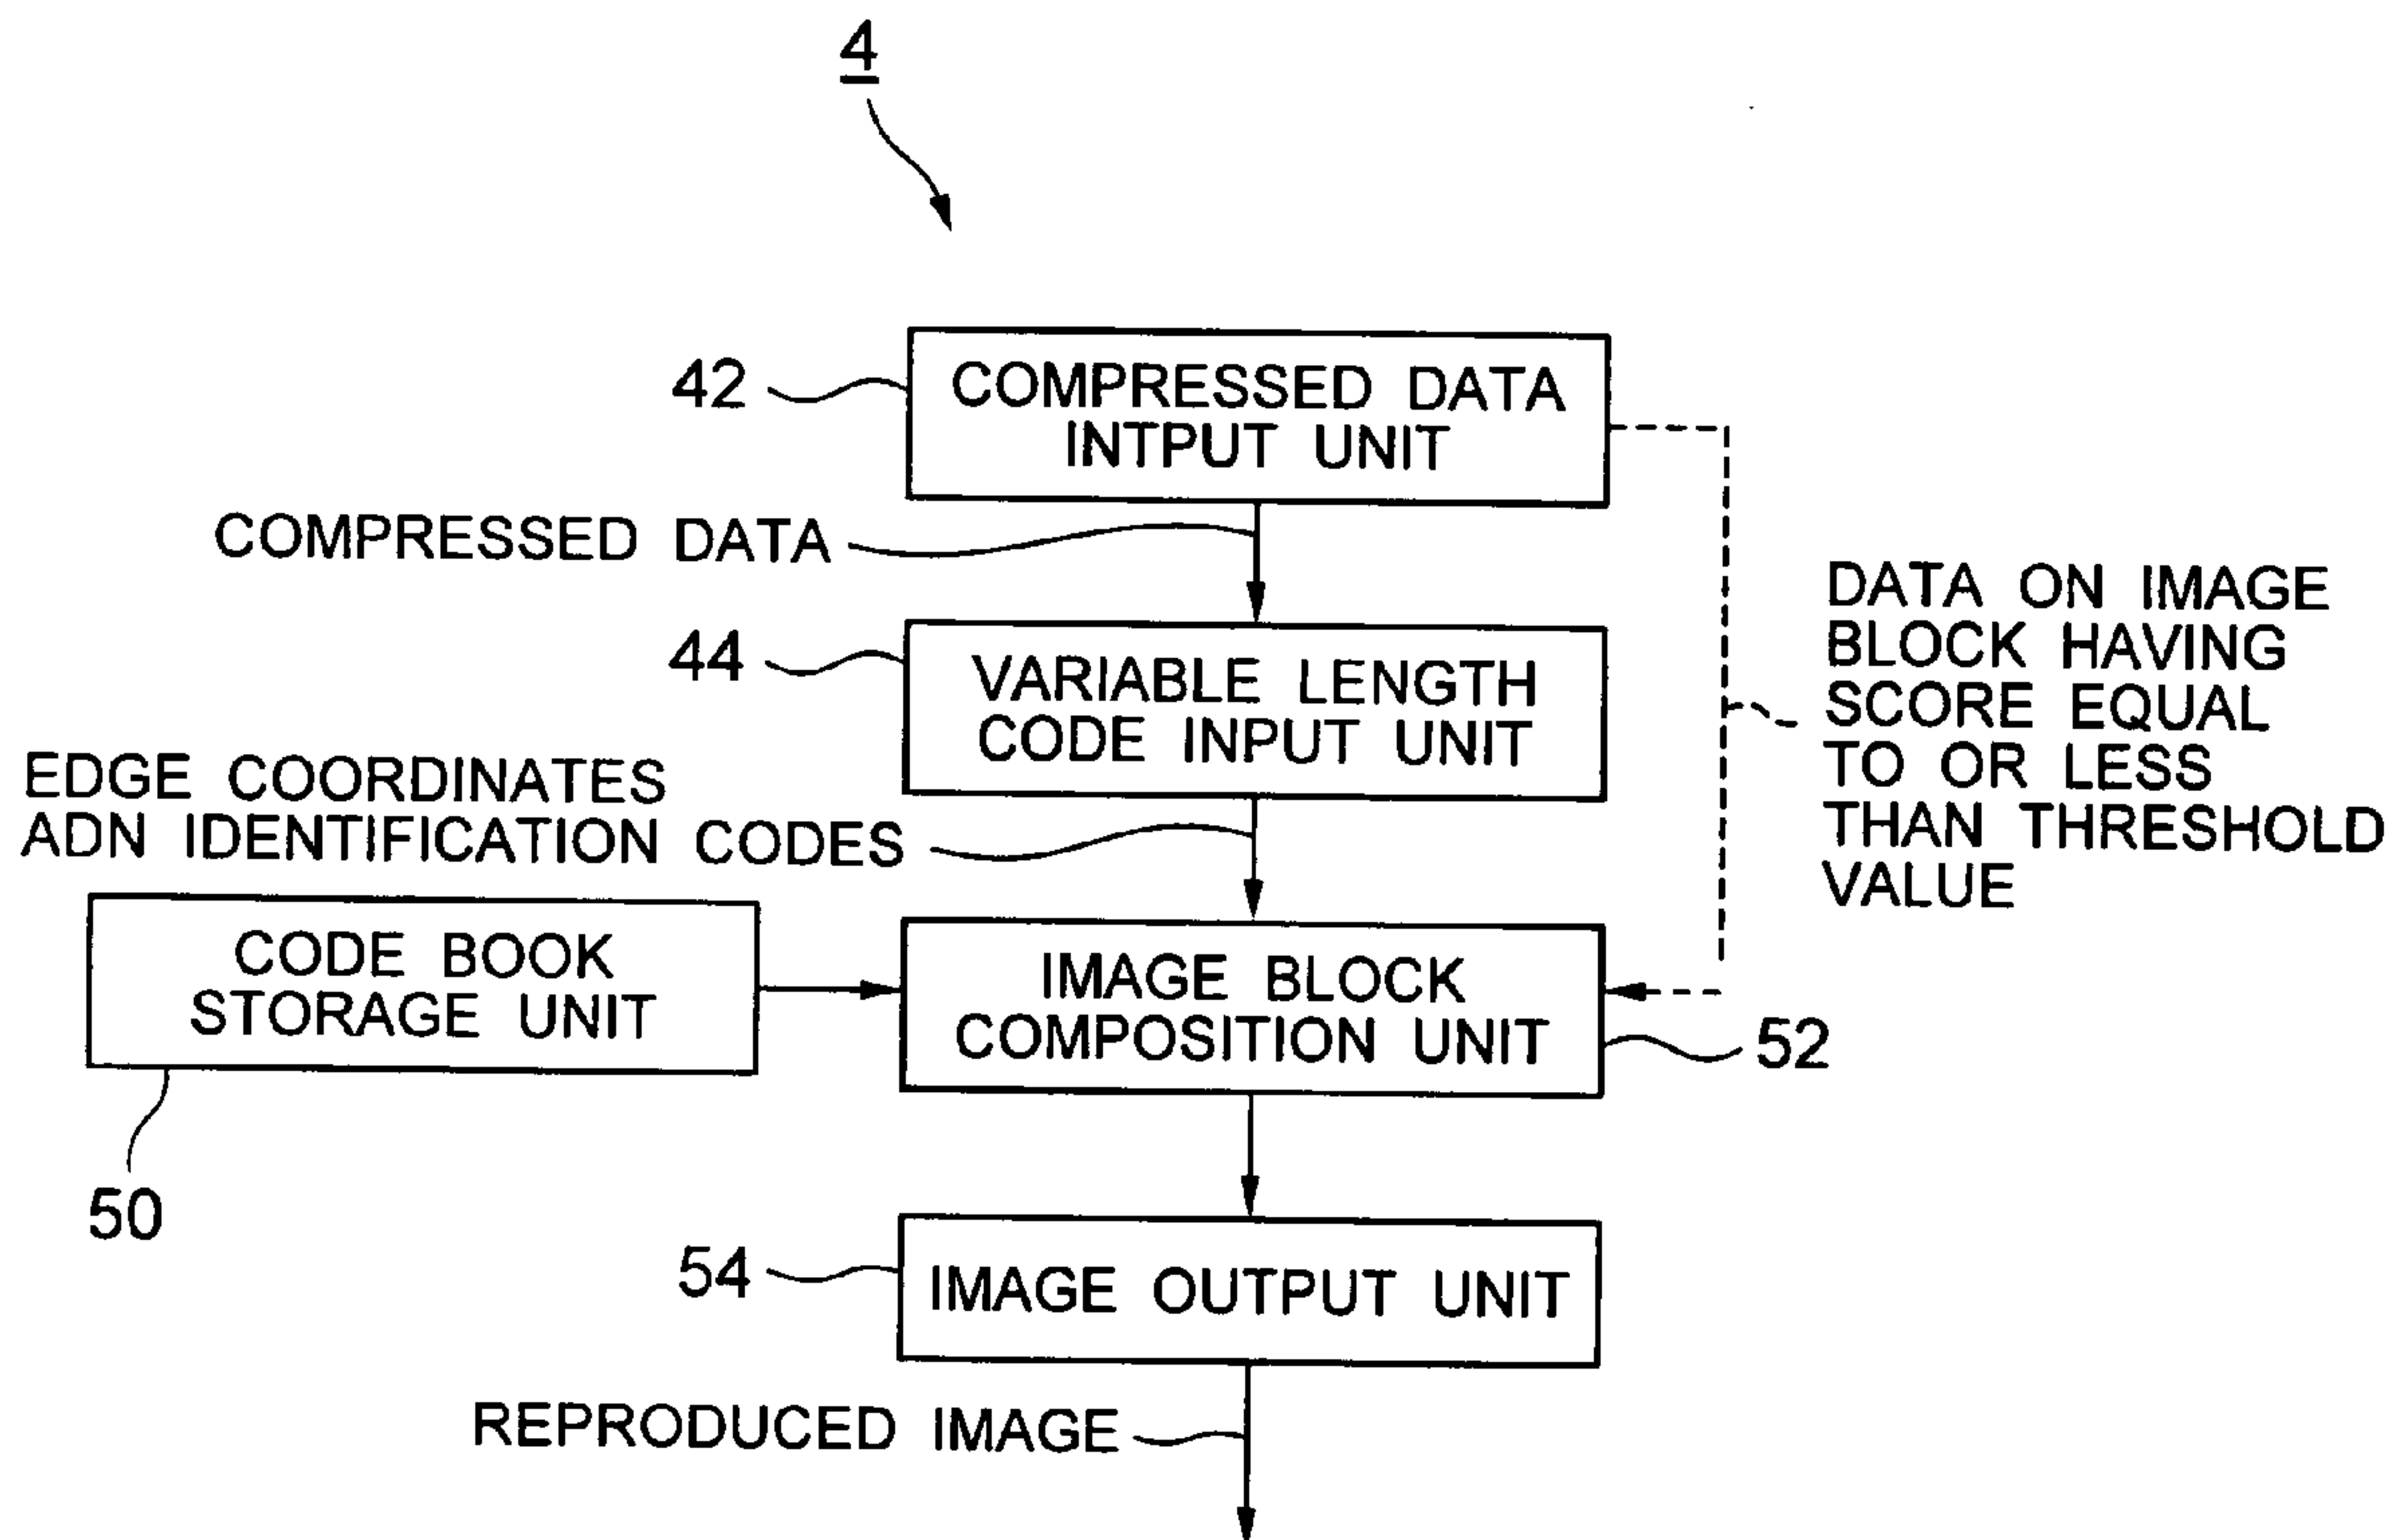 4
42
COMPRESSED DATA
INTPUT UNIT
COMPRESSED DATA
44
VARIABLE LENGTH
CODE INPUT UNIT
DATA ON IMAGE
BLOCK HAVING
SCORE EQUAL
TO OR LESS
THAN THRESHOLD
VALUE
EDGE COORDINATES
ADN IDENTIFICATION CODES
CODE BOOK
STORAGE UNIT
50
IMAGE BLOCK
COMPOSITION UNIT
52
54
IMAGE OUTPUT UNIT
REPRODUCED IMAGE